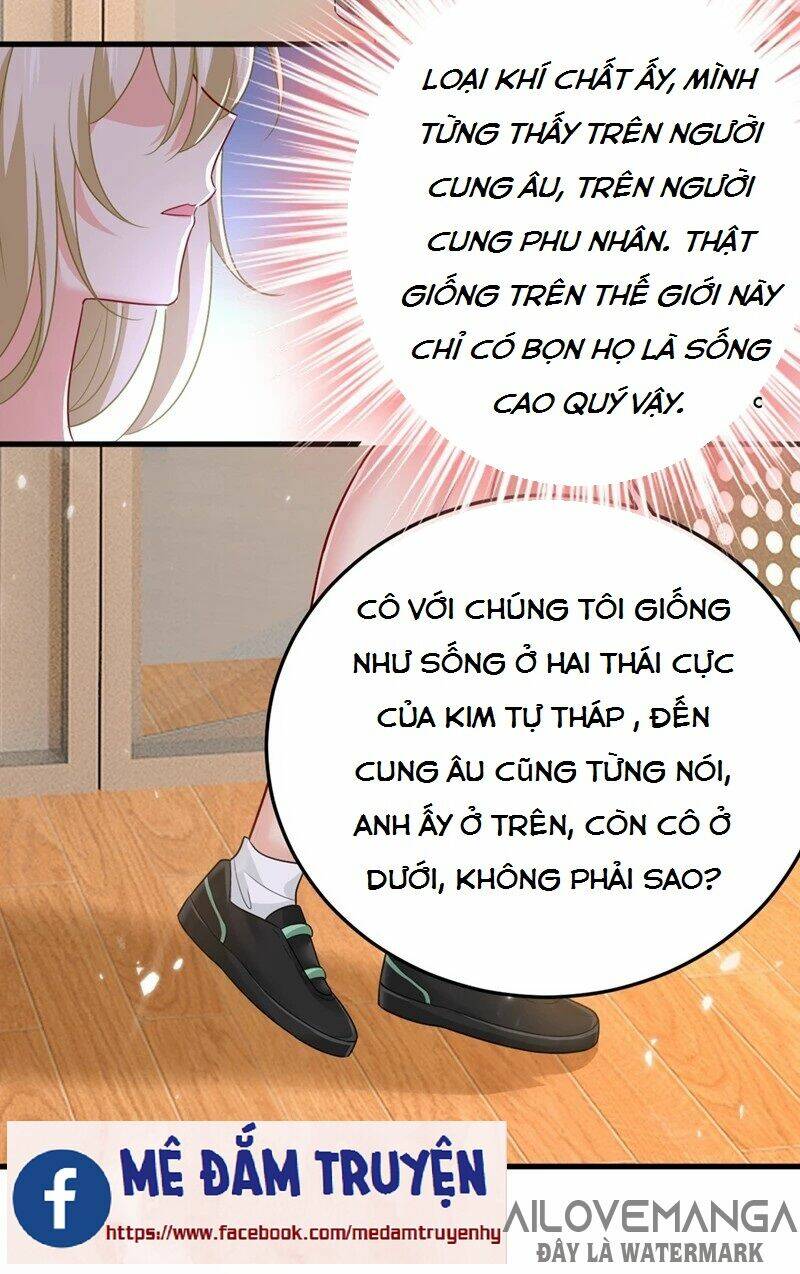 LOẠI KHÍ CHẤT ẤY, MÌNH
TỪNG THẤY TRÊN NGƯỜI
CUNG ÂU, TRÊN NGƯỜI
CUNG PHU NHÂN. THẬT
GIỐNG TRÊN THẾ GIỚI NÀY
CHỈ CÓ BỌN HỌ LÀ SỐNG
CAO QUÝ VẬY.
CÔ VỚI CHÚNG TÔI GIỐNG
NHƯ SỐNG Ở HAI THÁI CỰC
CỦA KIM TỰ THÁP , ĐẾN
CUNG ÂU CŨNG TỪNG NÓI,
ANH ẤY Ở TRÊN, CÒN CÔ Ở
DƯỚI, KHÔNG PHẢI SAO?
f MÊ ĐẮM TRUYỆN
https://www.facebook.com/medamtruyenhy
AILOVEMANGA
ĐÂY LÀ WATERMARK